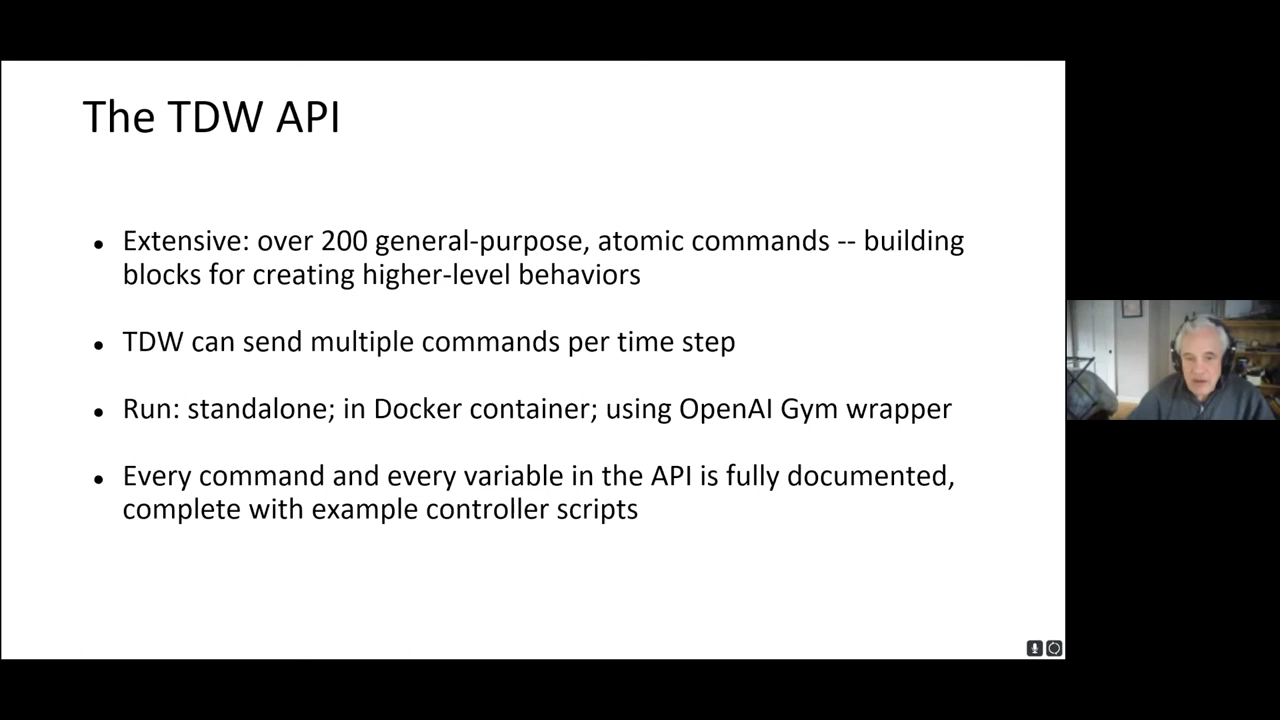 The TDW API
• Extensive: over 200 general-purpose, atomic commands -- building
blocks for creating higher-level behaviors
• TDW can send multiple commands per time step
• Run: standalone; in Docker container; using OpenAI Gym wrapper
• Every command and every variable in the API is fully documented,
complete with example controller scripts